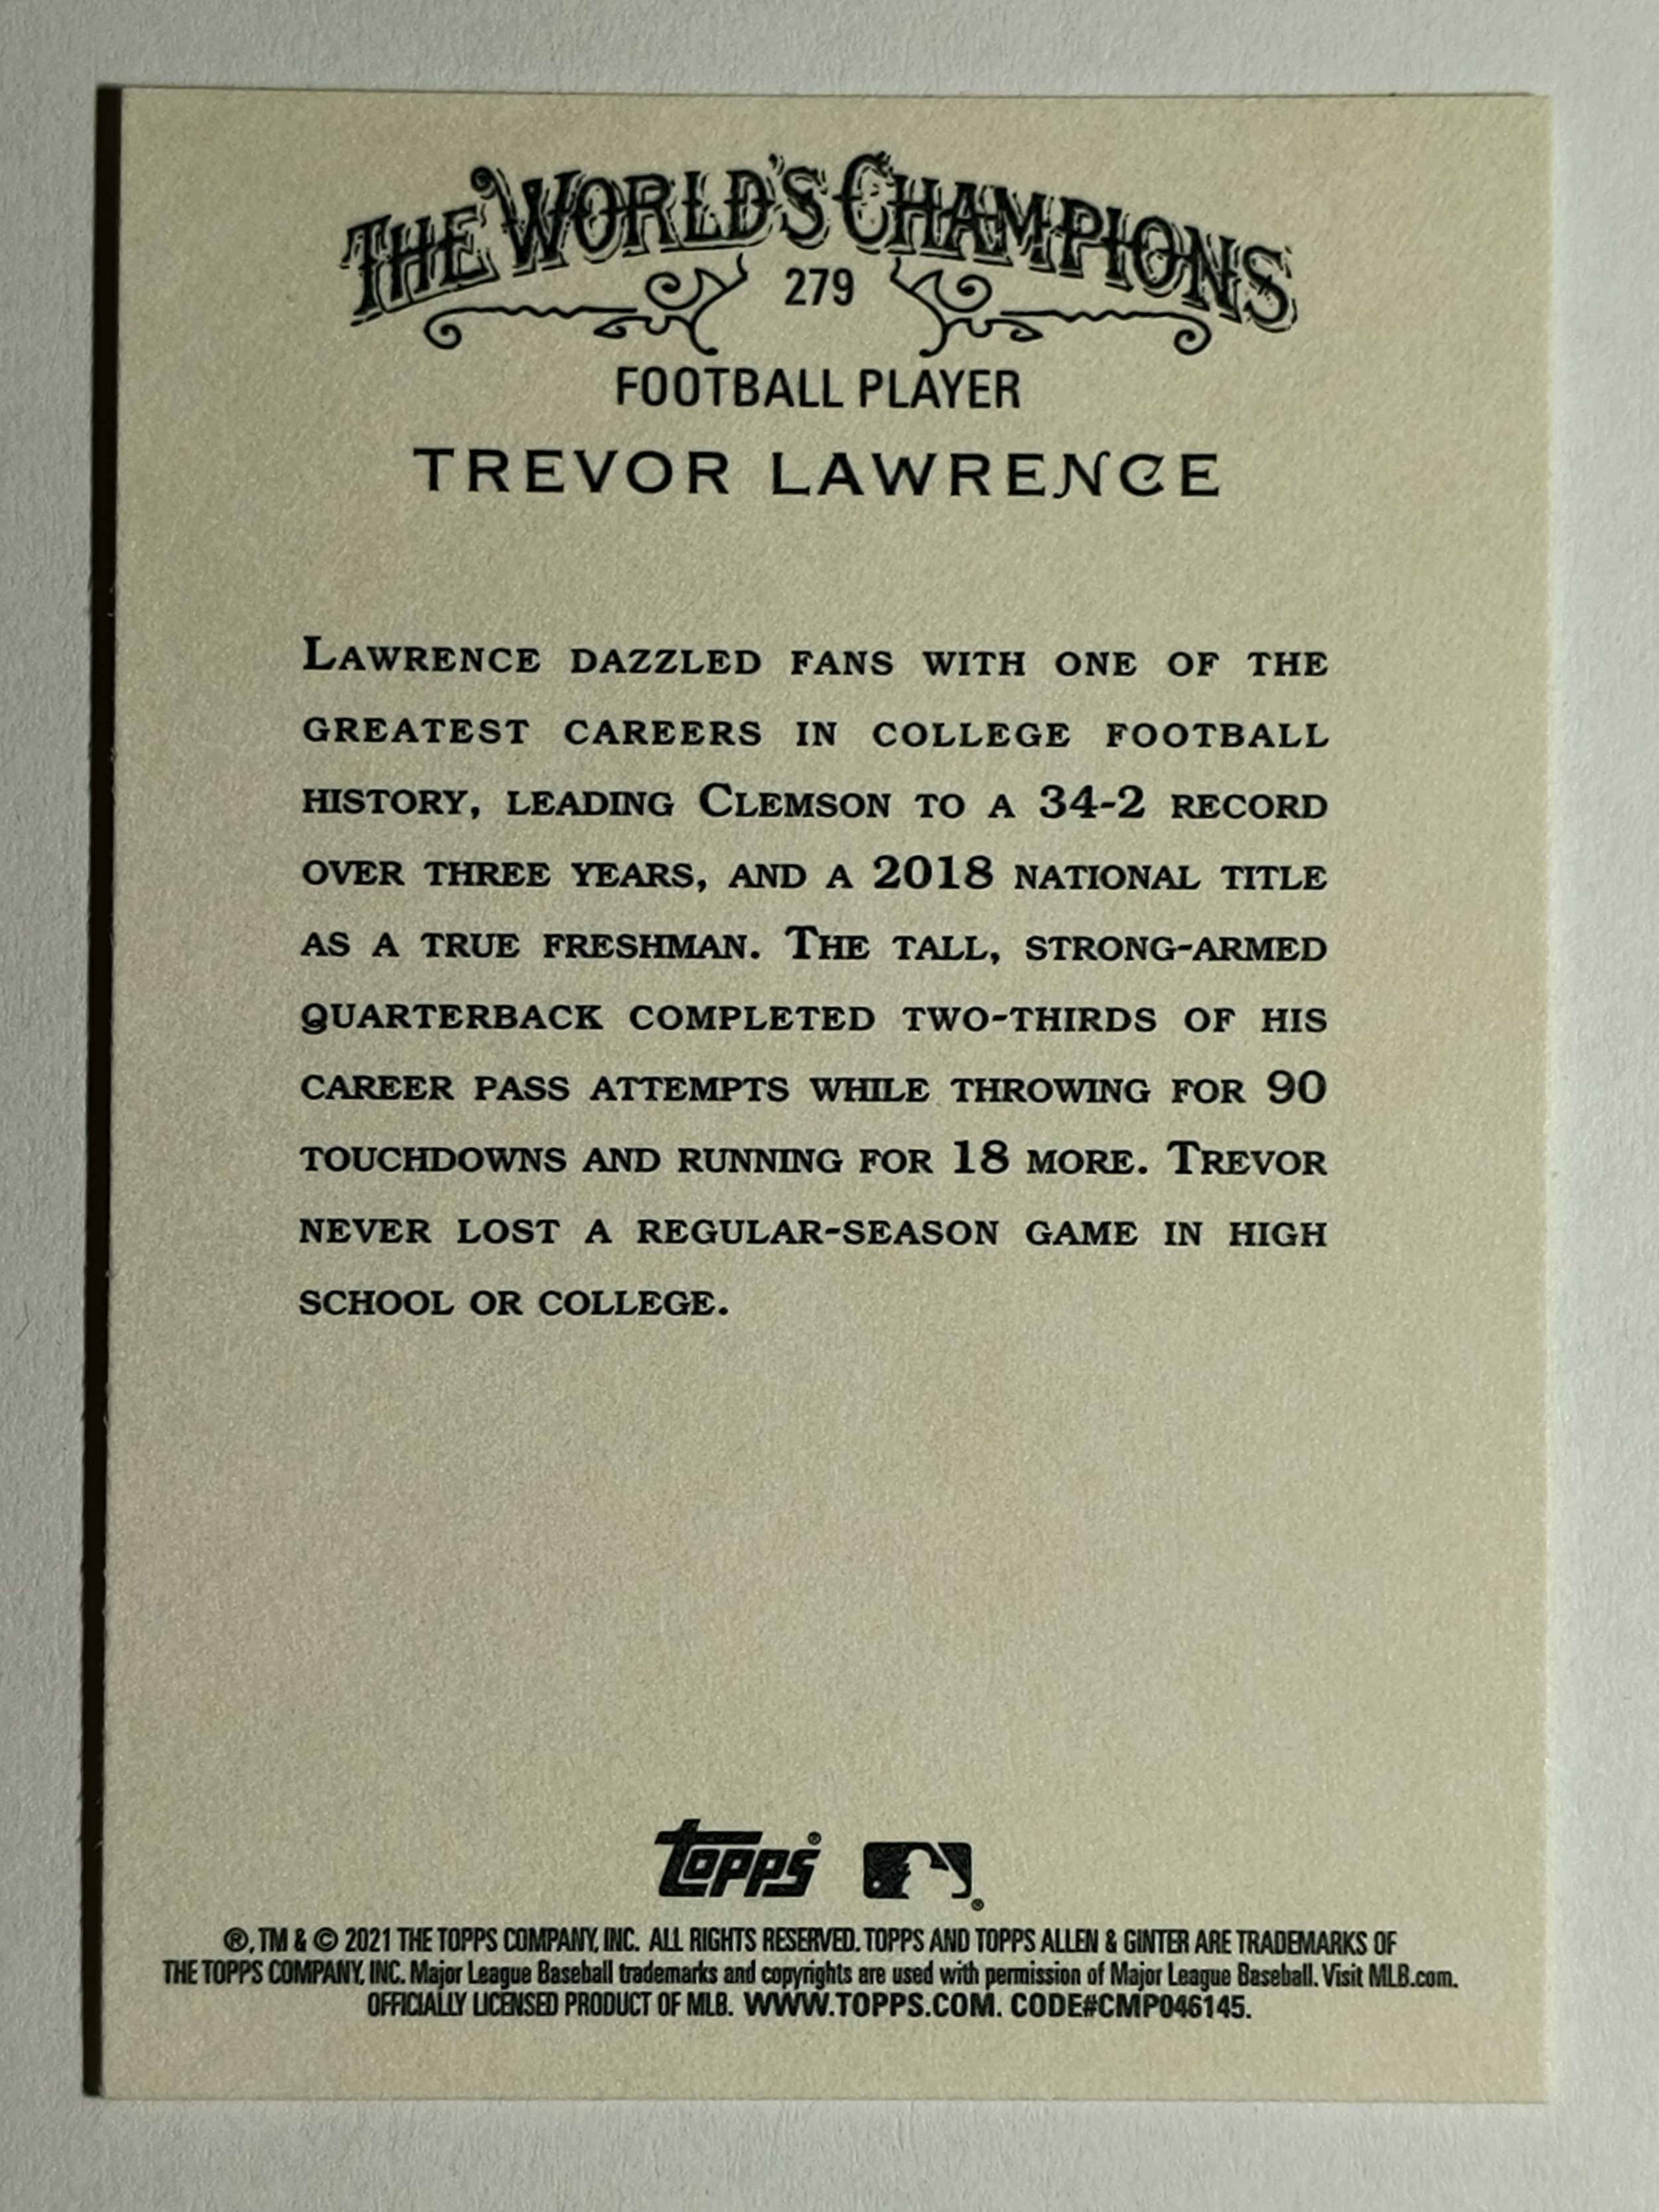 THE WORLD'S CHAMPIONS
279
FOOTBALL PLAYER
TREVOR LAWRENCE
LAWRENCE DAZZLED FANS WITH ONE OF THE
GREATEST CAREERS IN COLLEGE FOOTBALL
HISTORY, LEADING CLEMSON TO A 34-2 RECORD
OVER THREE YEARS, AND A 2018 NATIONAL TITLE
AS A TRUE FRESHMAN. THE TALL, STRONG-ARMED
QUARTERBACK COMPLETED TWO-THIRDS OF HIS
CAREER PASS ATTEMPTS WHILE THROWING FOR 90
TOUCHDOWNS AND RUNNING FOR 18 MORE. TREVOR
NEVER LOST A REGULAR-SEASON GAME IN HIGH
SCHOOL OR COLLEGE.
topps® ®
®, TM & © 2021 THE TOPPS COMPANY, INC. ALL RIGHTS RESERVED. TOPPS AND TOPPS ALLEN & GINTER ARE TRADEMARKS OF
THE TOPPS COMPANY, INC. Major League Baseball trademarks and copyrights are used with permission of Major League Baseball. Visit MLB.com.
OFFICIALLY LICENSED PRODUCT OF MLB. WWW.TOPPS.COM. CODE#CMP046145.